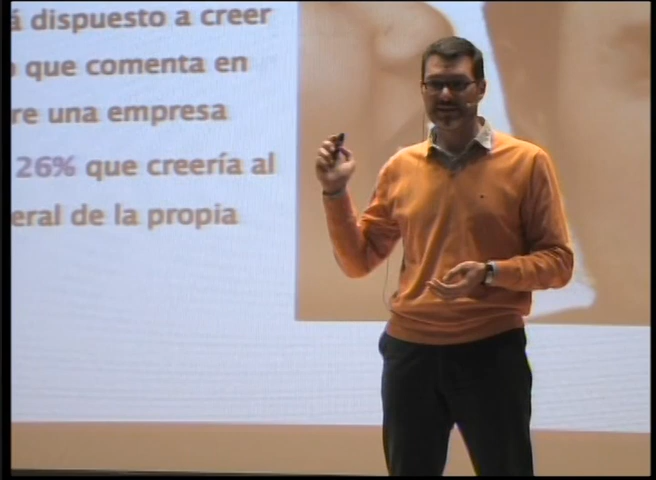 á dispuesto a creer
que comenta en
re una empresa
26% que creería al
eral de la propia